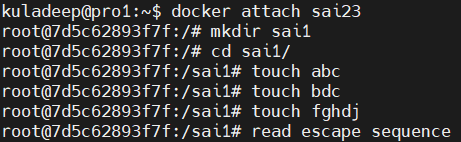 kuladeep@pro1:~$ docker attach sai23
root@7d5c62893f7f:/# mkdir sai1
root@7d5c62893f7f:/# cd sai1/
root@7d5c62893f7f:/sai1# touch abc
root@7d5c62893f7f:/sai1# touch bdc
root@7d5c62893f7f:/sai1# touch fghdj
root@7d5c62893f7f:/sai1# read escape sequence